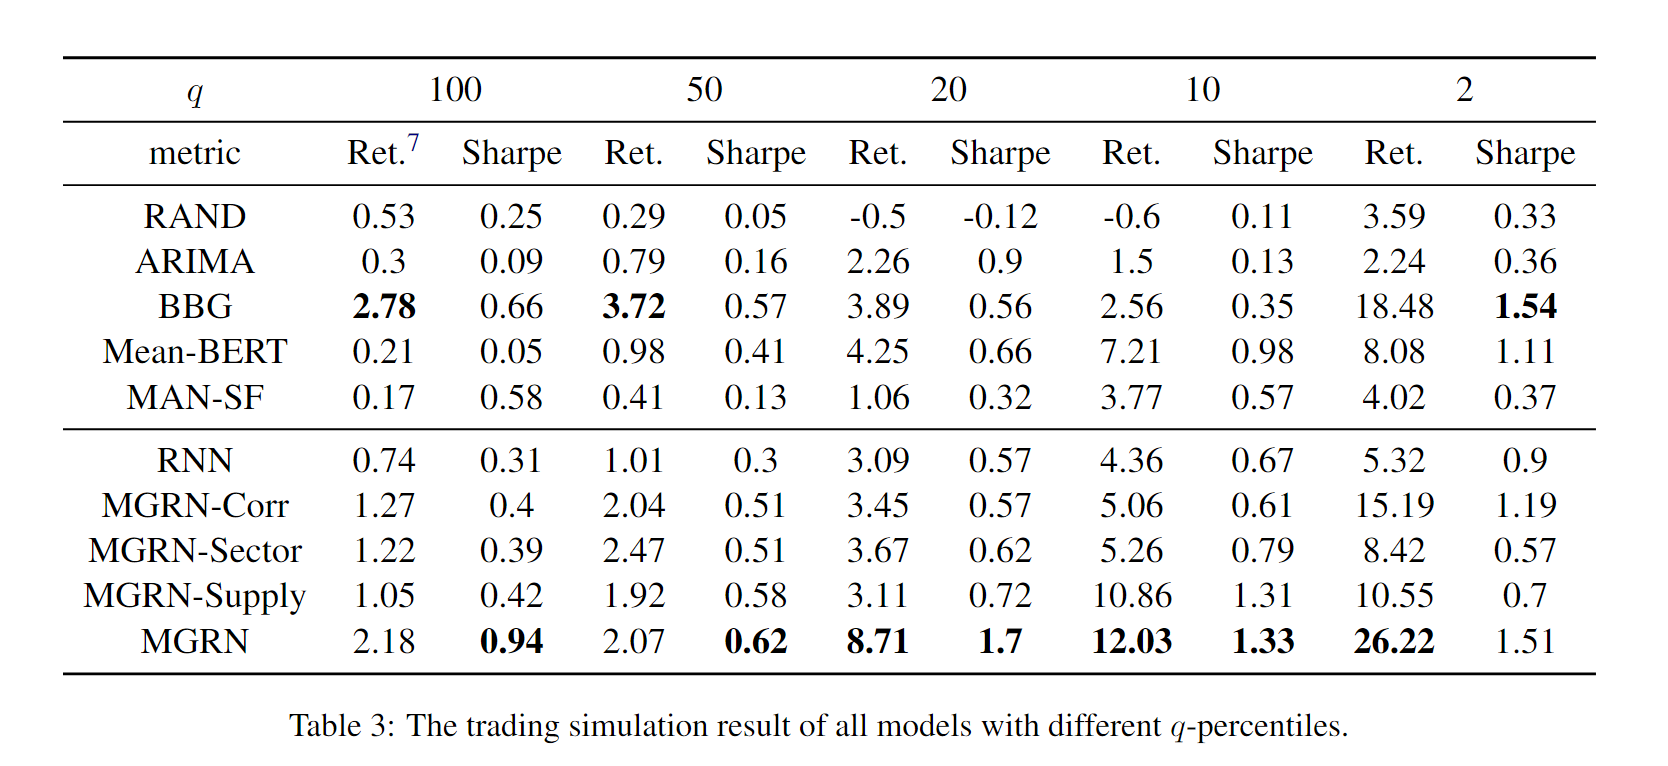 q 100 50 20 10 2
metric Ret.7 Sharpe Ret. Sharpe Ret. Sharpe Ret. Sharpe Ret. Sharpe
RAND 0.53 0.25 0.29 0.05 -0.5 -0.12 -0.6 0.11 3.59 0.33
ARIMA 0.3 0.09 0.79 0.16 2.26 0.9 1.5 0.13 2.24 0.36
BBG 2.78 0.66 3.72 0.57 3.89 0.56 2.56 0.35 18.48 1.54
Mean-BERT 0.21 0.05 0.98 0.41 4.25 0.66 7.21 0.98 8.08 1.11
MAN-SF 0.17 0.58 0.41 0.13 1.06 0.32 3.77 0.57 4.02 0.37
RNN 0.74 0.31 1.01 0.3 3.09 0.57 4.36 0.67 5.32 0.9
MGRN-Corr 1.27 0.4 2.04 0.51 3.45 0.57 5.06 0.61 15.19 1.19
MGRN-Sector 1.22 0.39 2.47 0.51 3.67 0.62 5.26 0.79 8.42 0.57
MGRN-Supply 1.05 0.42 1.92 0.58 3.11 0.72 10.86 1.31 10.55 0.7
MGRN 2.18 0.94 2.07 0.62 8.71 1.7 12.03 1.33 26.22 1.51
Table 3: The trading simulation result of all models with different q-percentiles.